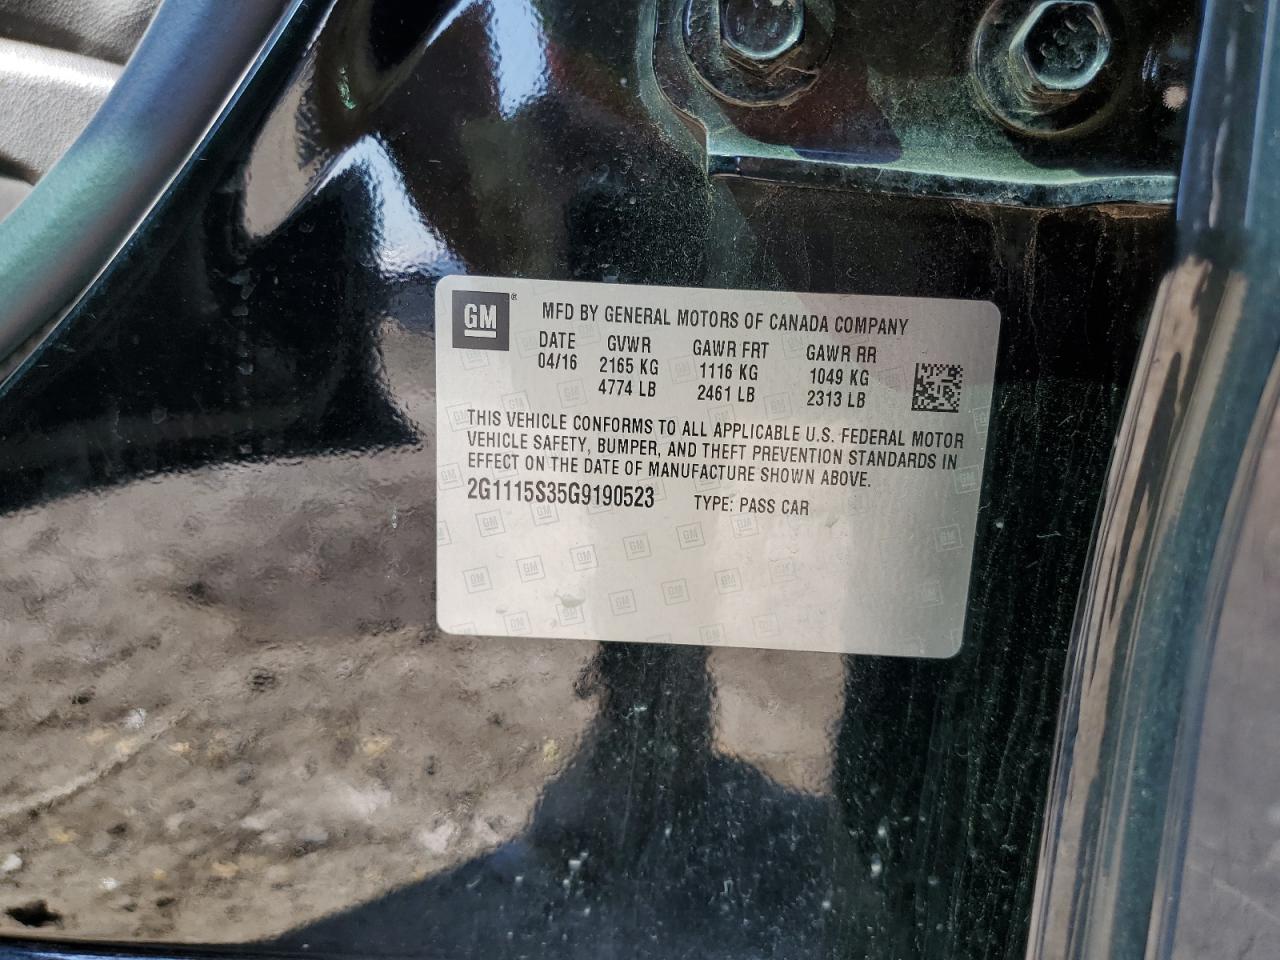 GM ®
MFD BY GENERAL MOTORS OF CANADA COMPANY
DATE GVWR GAWR FRT GAWR RR
04/16 2165 KG 1116 KG 1049 KG
4774 LB 2461 LB 2313 LB
THIS VEHICLE CONFORMS TO ALL APPLICABLE U.S. FEDERAL MOTOR
VEHICLE SAFETY, BUMPER, AND THEFT PREVENTION STANDARDS IN
EFFECT ON THE DATE OF MANUFACTURE SHOWN ABOVE.
2G1115S35G9190523 TYPE: PASS CAR